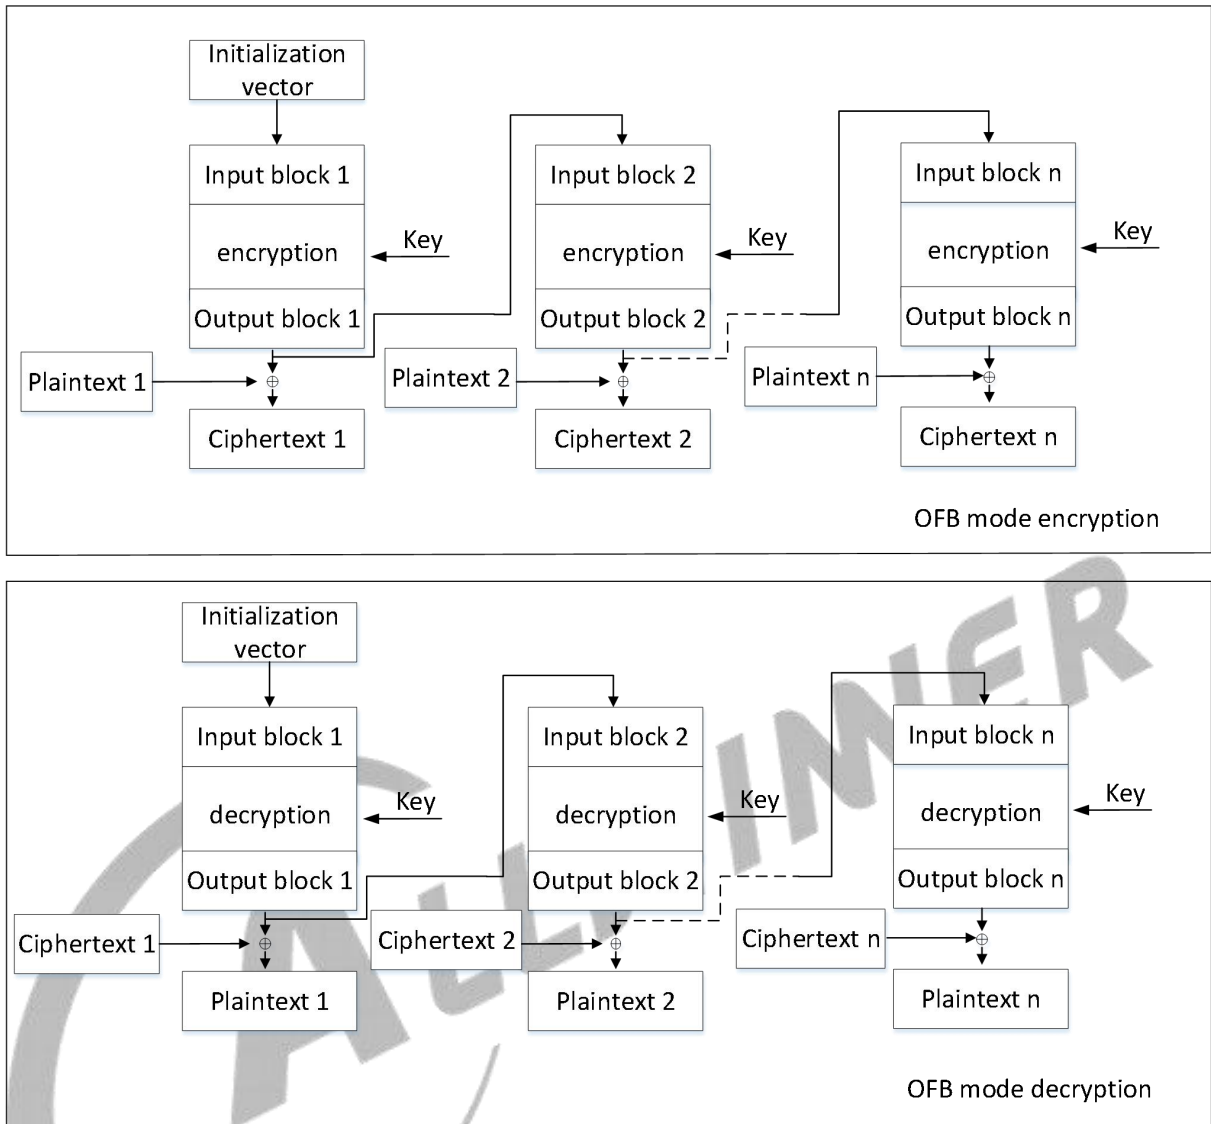 Initialization
vector
Input block 1
Input block 2
Input block n
encryption
Key
encryption
Key
encryption
Key
Output block 1
Output block 2
Output block n
Plaintext 1
Plaintext 2
Plaintext n
Ciphertext 1
Ciphertext 2
Ciphertext n
OFB mode encryption
Initialization
vector
Input block 1
Input block 2
Input block n
decryption
Key
decryption
Key
decryption
Key
Output block 1
Output block 2
Output block n
Ciphertext 1
Ciphertext 2
Ciphertext n
Plaintext 1
Plaintext 2
Plaintext n
OFB mode decryption